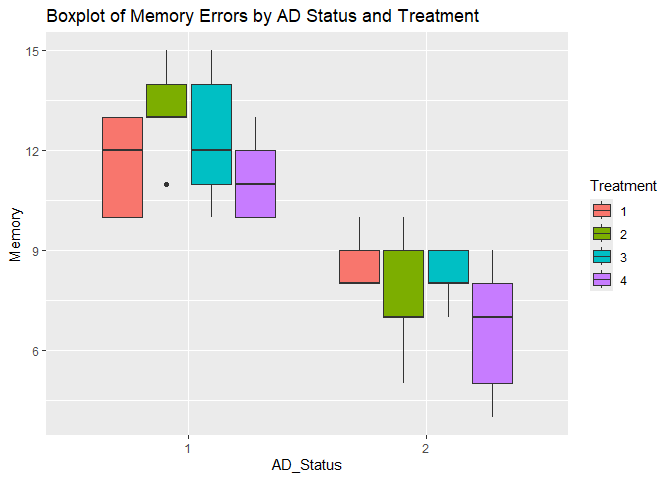 Boxplot of Memory Errors by AD Status and Treatment
15
12
9
6
Memory
1
2
AD_Status
Treatment
1
2
3
4